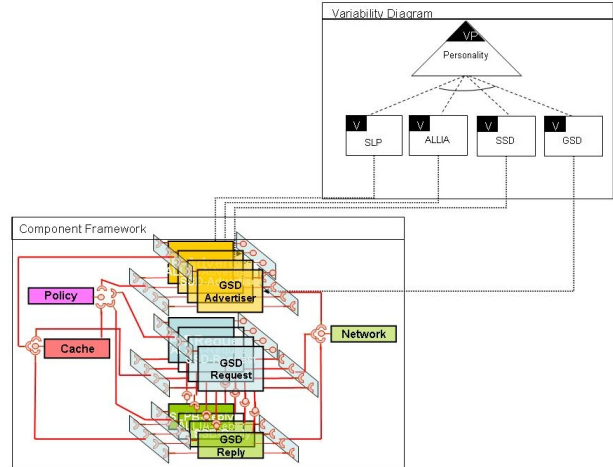 Variability Diagram
VP
Personality
V
SLP
V
ALLIA
V
SSD
V
GSD
Component Framework
GSD
Advertiser
Policy
Network
Cache
GSD
Request
GSD
Reply